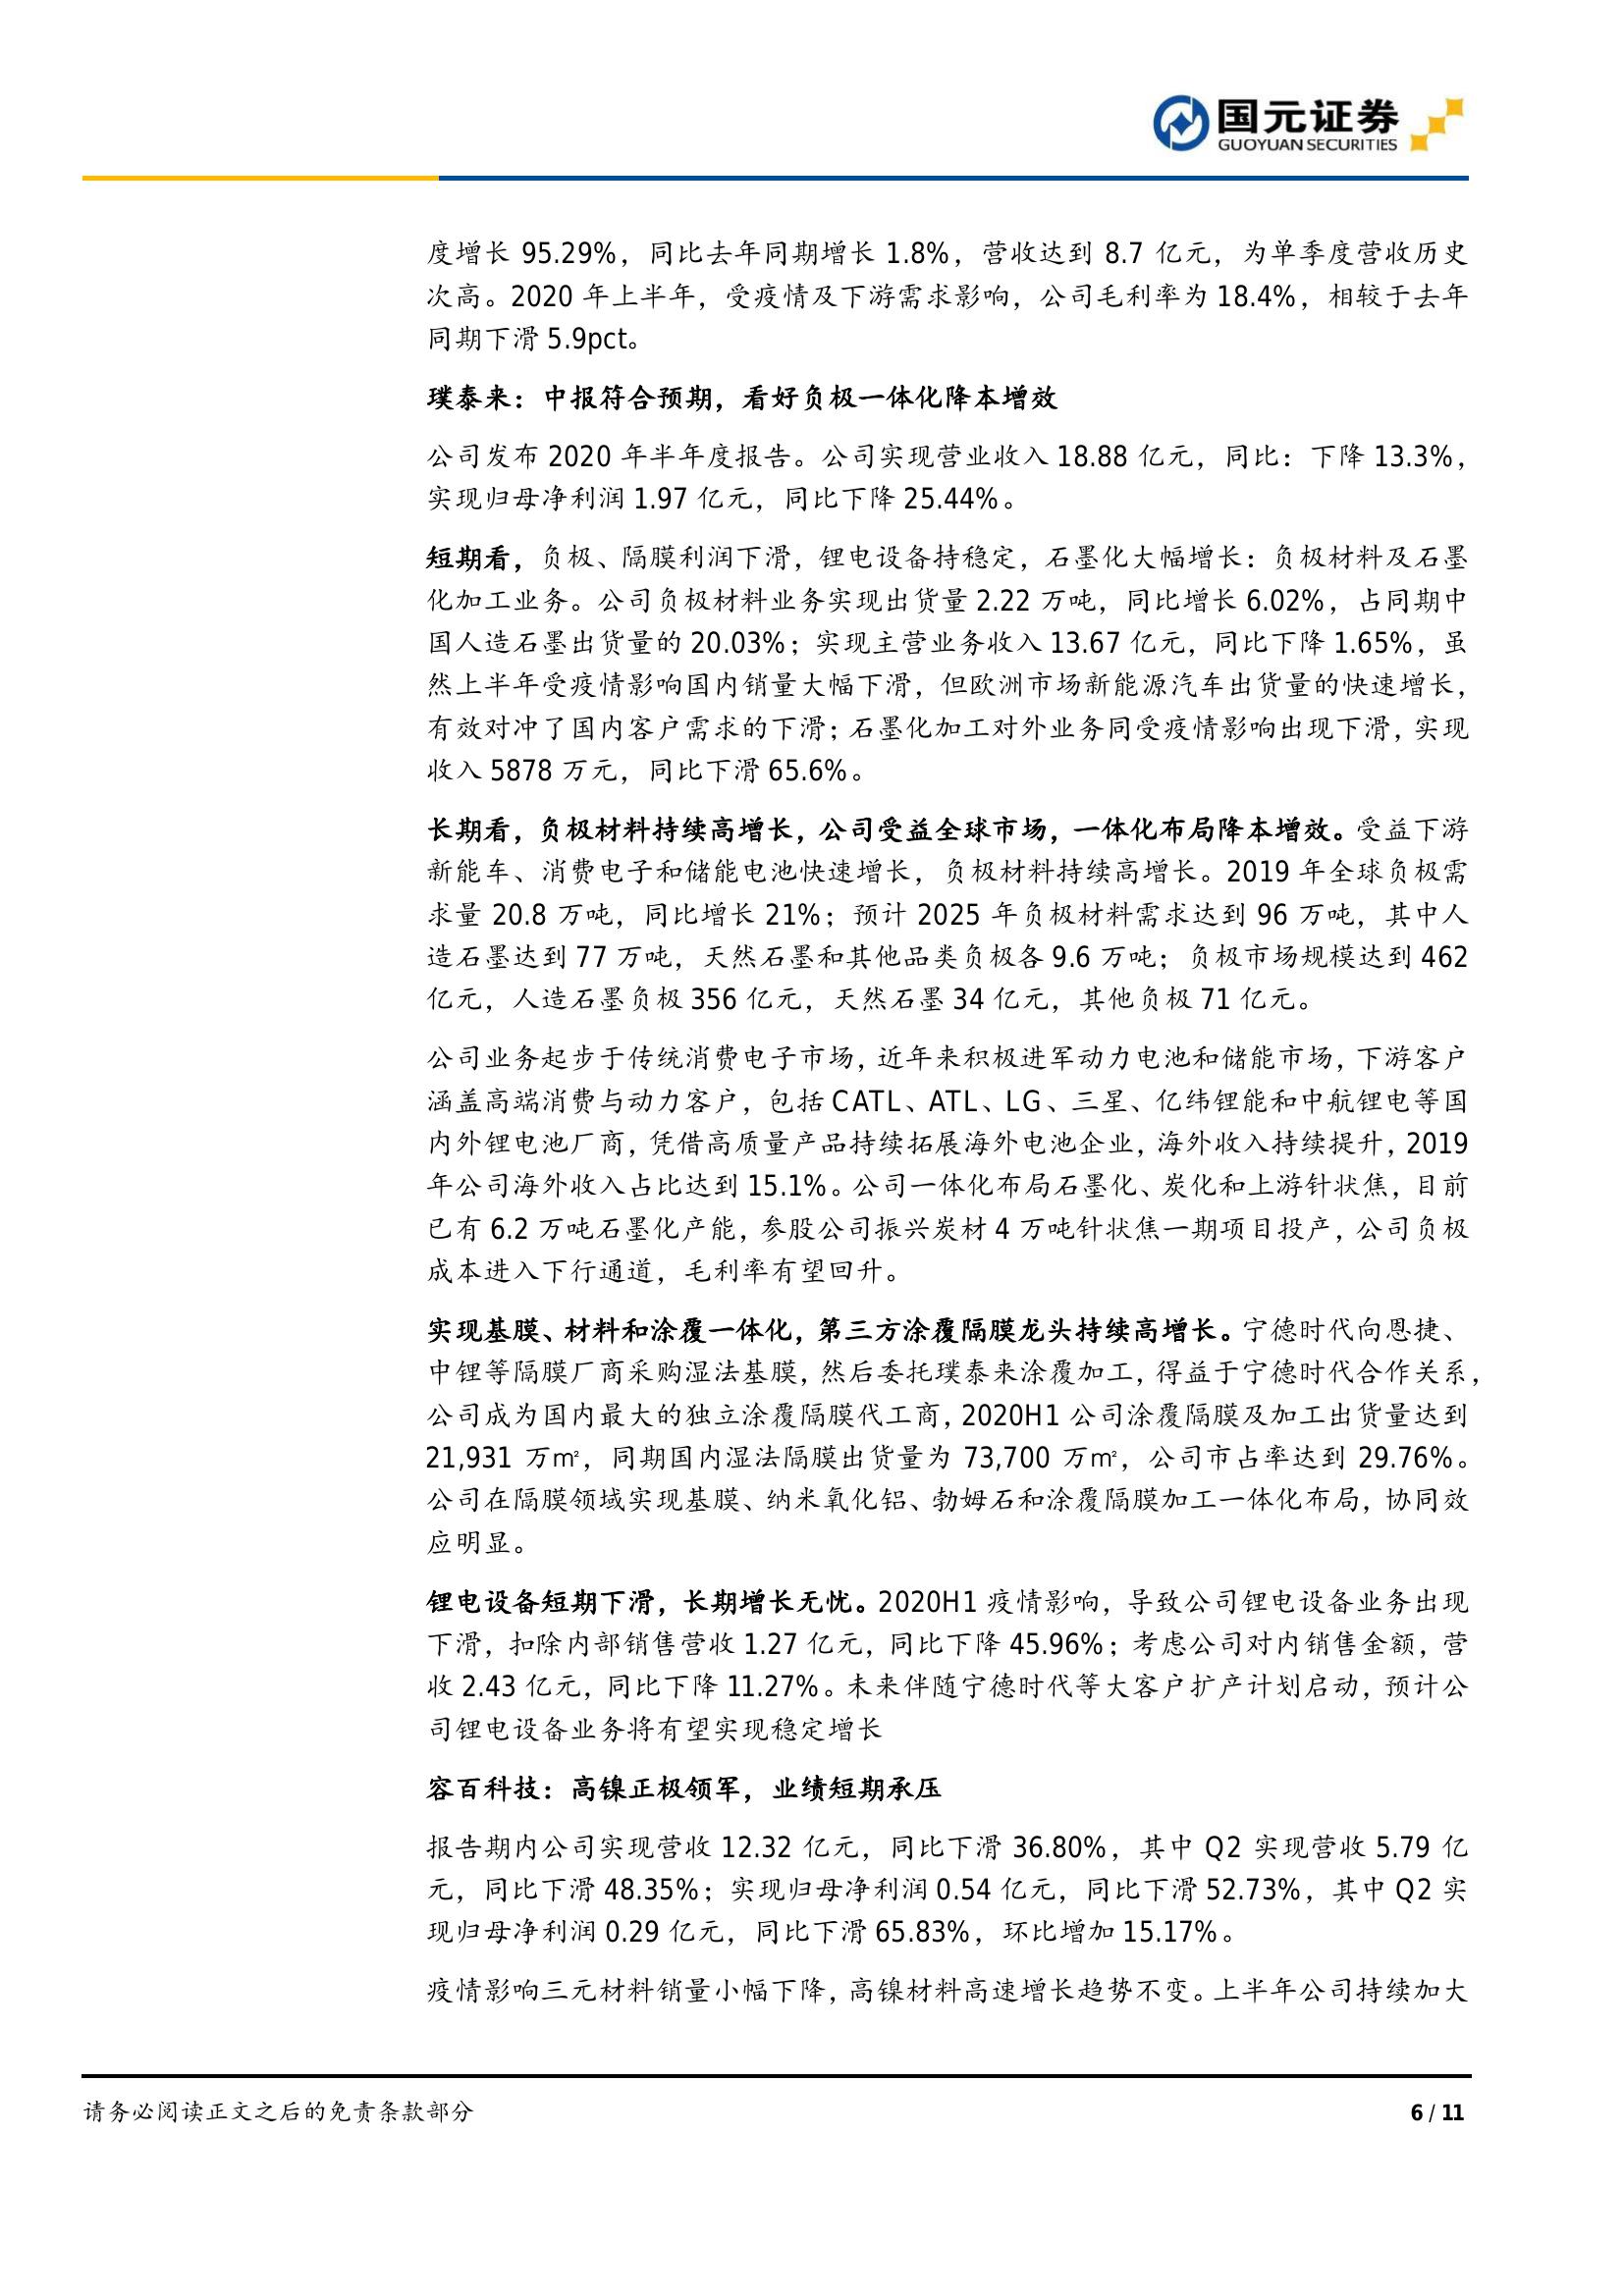 国元证券
GUOYUAN SECURITIES
度增长 95.29%，同比去年同期增长 1.8%，营收达到 8.7 亿元，为单季度营收历史
次高。2020 年上半年，受疫情及下游需求影响，公司毛利率为 18.4%，相较于去年
同期下滑 5.9pct。
璞泰来：中报符合预期，看好负极一体化降本增效
公司发布 2020 年半年度报告。公司实现营业收入 18.88 亿元，同比：下降 13.3%，
实现归母净利润 1.97 亿元，同比下降 25.44%。
短期看，负极、隔膜利润下滑，锂电设备持稳定，石墨化大幅增长：负极材料及石墨
化加工业务。公司负极材料业务实现出货量 2.22 万吨，同比增长 6.02%，占同期中
国人造石墨出货量的 20.03%；实现主营业务收入 13.67 亿元，同比下降 1.65%，虽
然上半年受疫情影响国内销量大幅下滑，但欧洲市场新能源汽车出货量的快速增长，
有效对冲了国内客户需求的下滑；石墨化加工对外业务同受疫情影响出现下滑，实现
收入 5878 万元，同比下滑 65.6%。
长期看，负极材料持续高增长，公司受益全球市场，一体化布局降本增效。受益下游
新能车、消费电子和储能电池快速增长，负极材料持续高增长。2019 年全球负极需
求量 20.8 万吨，同比增长 21%；预计 2025 年负极材料需求达到 96 万吨，其中人
造石墨达到 77 万吨，天然石墨和其他品类负极各 9.6 万吨；负极市场规模达到 462
亿元，人造石墨负极 356 亿元，天然石墨 34 亿元，其他负极 71 亿元。
公司业务起步于传统消费电子市场，近年来积极进军动力电池和储能市场，下游客户
涵盖高端消费与动力客户，包括 CATL、ATL、LG、三星、亿纬锂能和中航锂电等国
内外锂电池厂商，凭借高质量产品持续拓展海外电池企业，海外收入持续提升，2019
年公司海外收入占比达到 15.1%。公司一体化布局石墨化、炭化和上游针状焦，目前
已有 6.2 万吨石墨化产能，参股公司振兴炭材 4 万吨针状焦一期项目投产，公司负极
成本进入下行通道，毛利率有望回升。
实现基膜、材料和涂覆一体化，第三方涂覆隔膜龙头持续高增长。宁德时代向恩捷、
中锂等隔膜厂商采购湿法基膜，然后委托璞泰来涂覆加工，得益于宁德时代合作关系，
公司成为国内最大的独立涂覆隔膜代工商，2020H1 公司涂覆隔膜及加工出货量达到
21,931 万㎡，同期国内湿法隔膜出货量为 73,700 万㎡，公司市占率达到 29.76%。
公司在隔膜领域实现基膜、纳米氧化铝、勃姆石和涂覆隔膜加工一体化布局，协同效
应明显。
锂电设备短期下滑，长期增长无忧。2020H1 疫情影响，导致公司锂电设备业务出现
下滑，扣除内部销售营收 1.27 亿元，同比下降 45.96%；考虑公司对内销售金额，营
收 2.43 亿元，同比下降 11.27%。未来伴随宁德时代等大客户扩产计划启动，预计公
司锂电设备业务将有望实现稳定增长
容百科技：高镍正极领军，业绩短期承压
报告期内公司实现营收 12.32 亿元，同比下滑 36.80%，其中 Q2 实现营收 5.79 亿
元，同比下滑 48.35%；实现归母净利润 0.54 亿元，同比下滑 52.73%，其中 Q2 实
现归母净利润 0.29 亿元，同比下滑 65.83%，环比增加 15.17%。
疫情影响三元材料销量小幅下降，高镍材料高速增长趋势不变。上半年公司持续加大
请务必阅读正文之后的免责条款部分
6 / 11